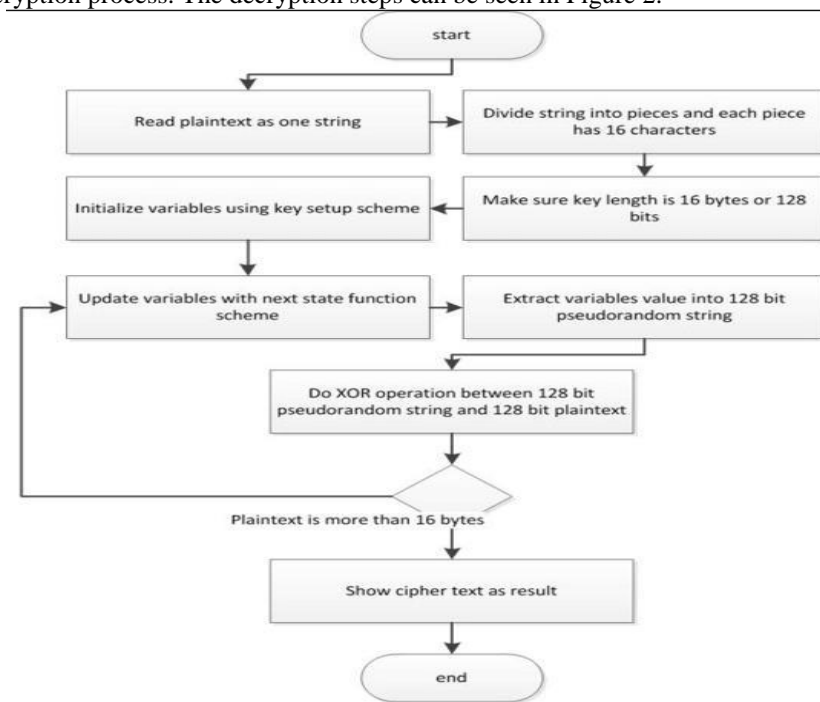 process. The decryption steps can be seen in Figure 2.
start
Read plaintext as one string
Divide string into pieces and each piece
has 16 characters
Initialize variables using key setup scheme
Make sure key length is 16 bytes or 128
bits
Update variables with next state function
scheme
Extract variables value into 128 bit
pseudorandom string
Do XOR operation between 128 bit
pseudorandom string and 128 bit plaintext
Plaintext is more than 16 bytes
Show cipher text as result
end